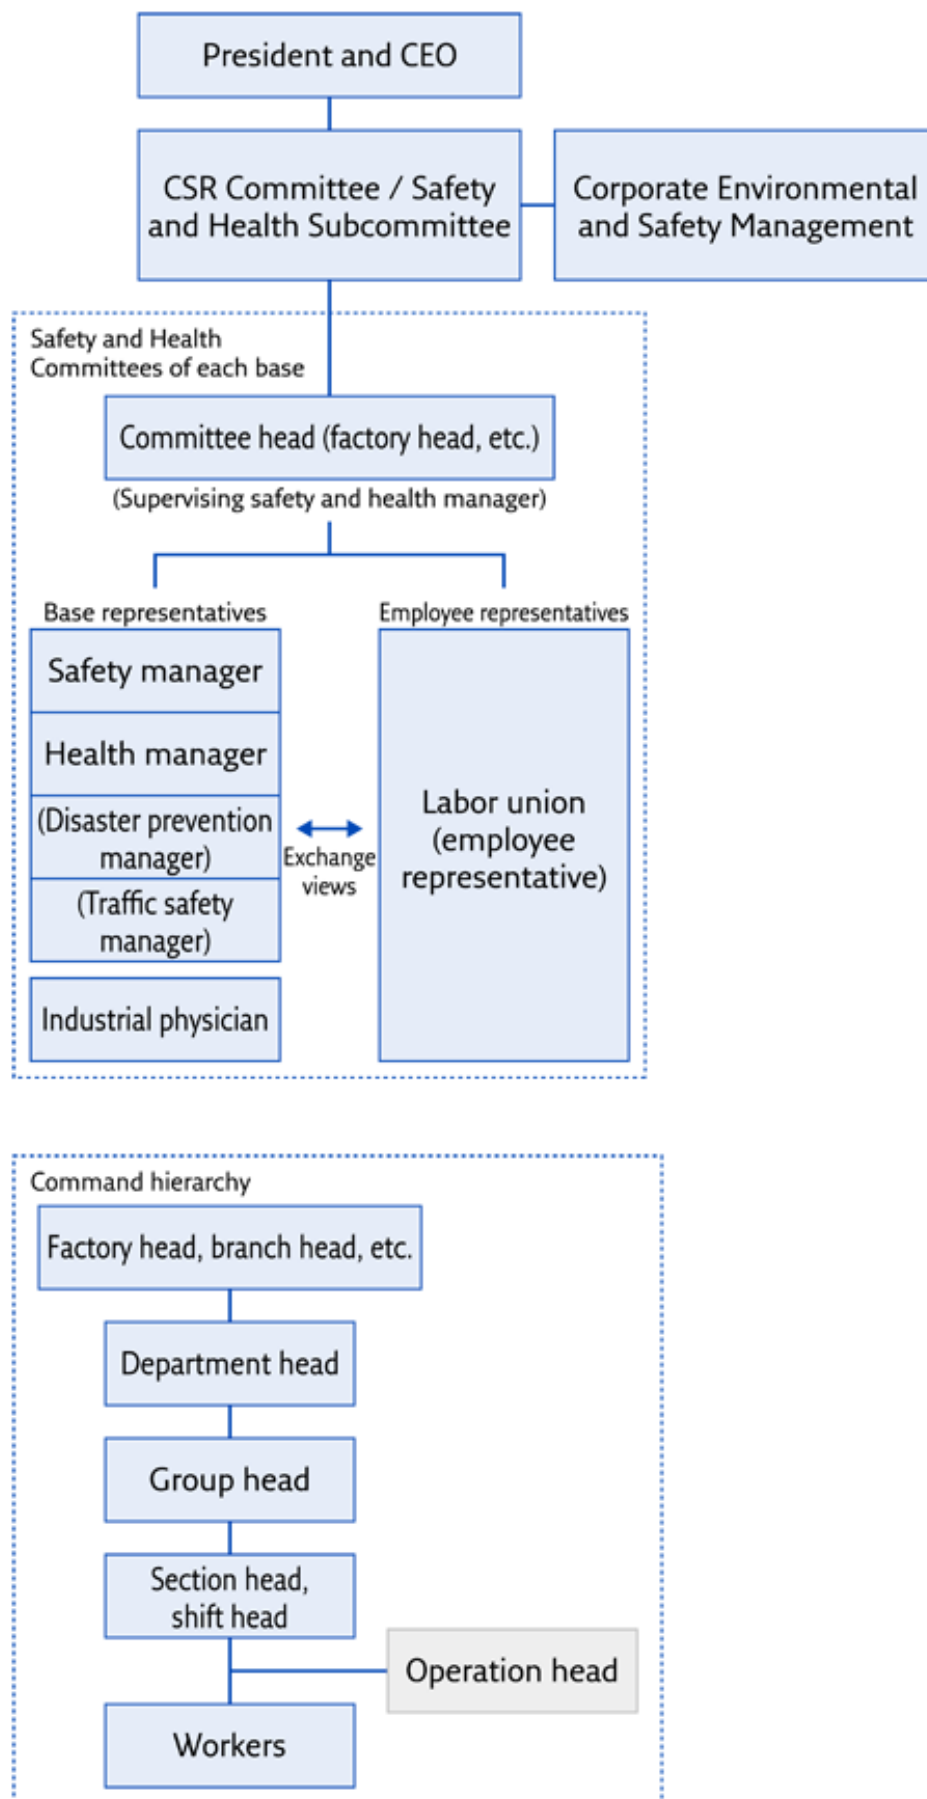 President and CEO
CSR Committee / Safety
and Health Subcommittee
Corporate Environmental
and Safety Management
Safety and Health
Committees of each base
Committee head (factory head, etc.)
(Supervising safety and health manager)
Base representatives
Safety manager
Health manager
(Disaster prevention
manager)
(Traffic safety
manager)
Industrial physician
Exchange
views
Employee representatives
Labor union
(employee
representative)
Command hierarchy
Factory head, branch head, etc.
Department head
Group head
Section head,
shift head
Operation head
Workers